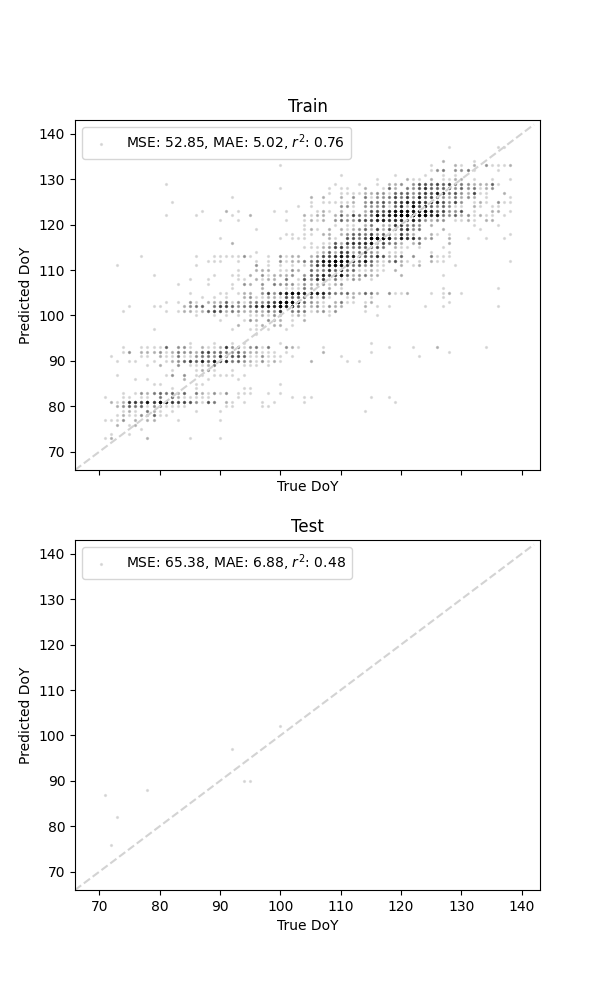 Train
MSE: 52.85, MAE: 5.02, r²: 0.76
140
130
120
110
100
90
80
70
Predicted DoY
True DoY
Test
MSE: 65.38, MAE: 6.88, r²: 0.48
140
130
120
110
100
90
80
70
Predicted DoY
70 80 90 100 110 120 130 140
True DoY